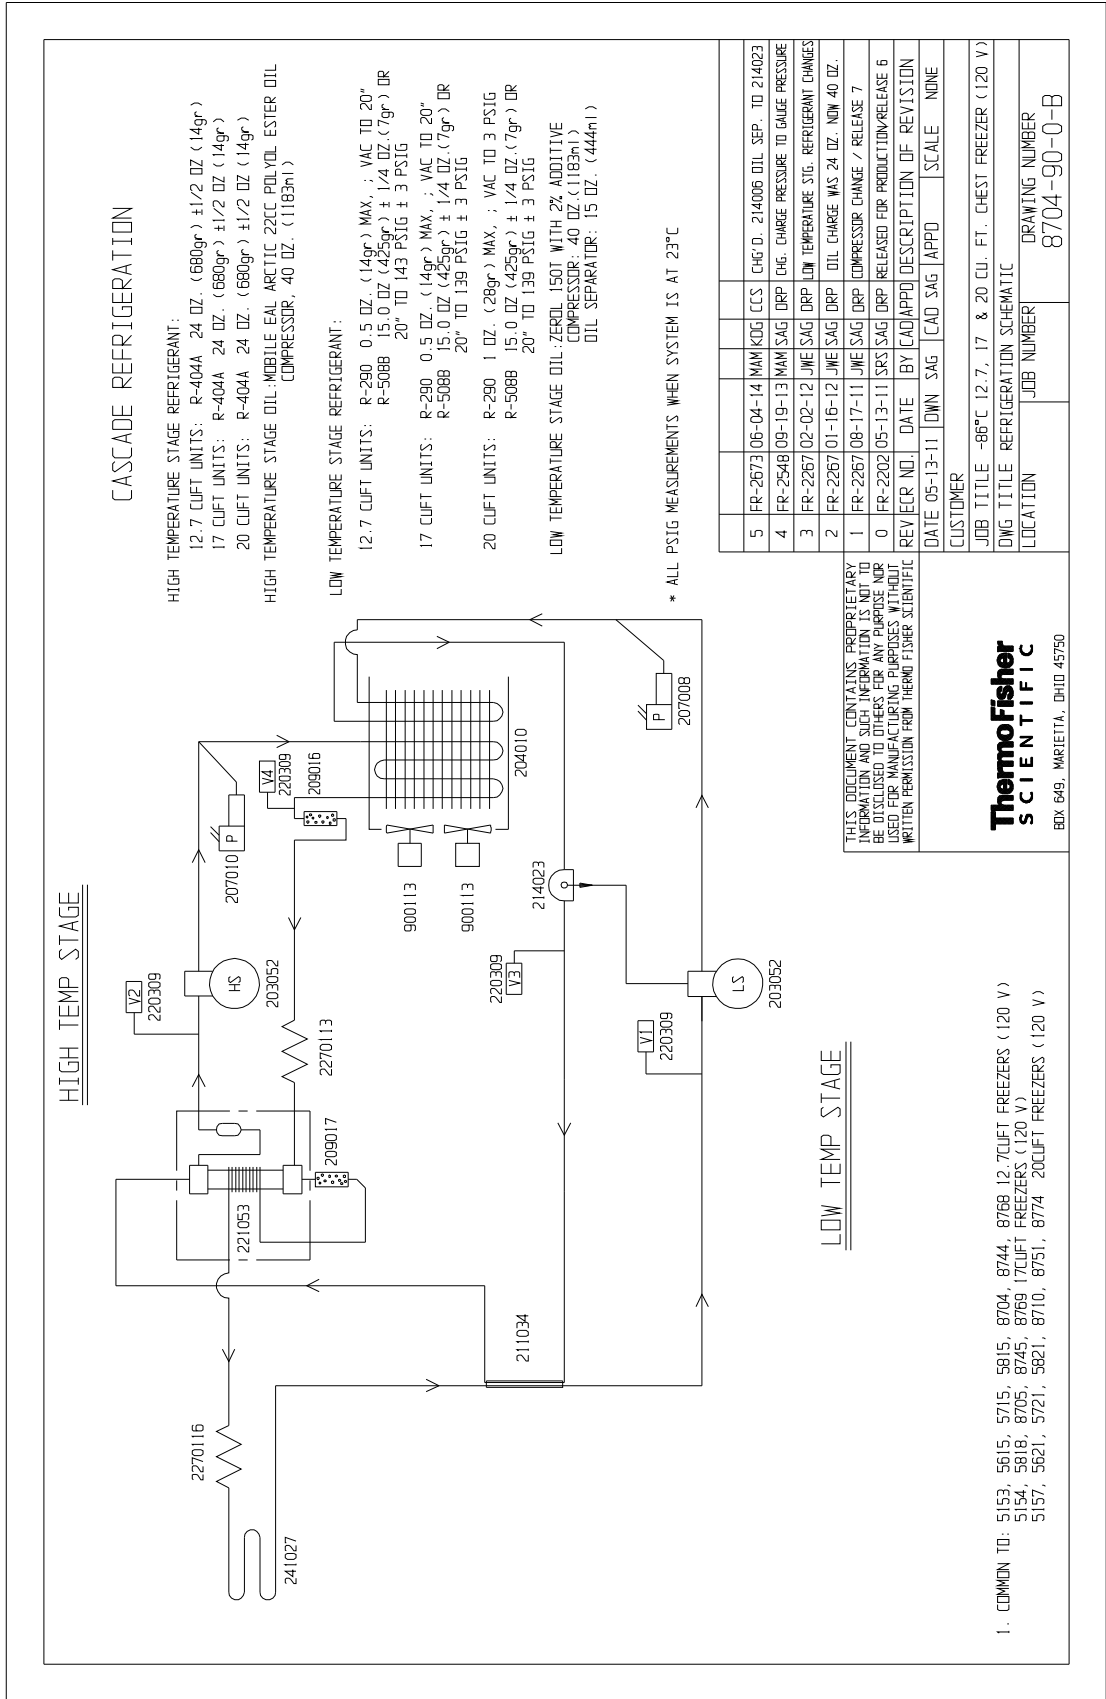 CASCADE REFRIGERATION
HIGH TEMPERATURE STAGE REFRIGERANT:
12.7 CUFT UNITS: R-404A 24 OZ. (680gr) ±1/2 OZ (14gr)
17 CUFT UNITS: R-404A 24 OZ. (680gr) ±1/2 OZ (14gr)
20 CUFT UNITS: R-404A 24 OZ. (680gr) ±1/2 OZ (14gr)
HIGH TEMPERATURE STAGE OIL:MOBILE EAL ARCTIC 22CC POLYOL ESTER OIL
COMPRESSOR, 40 OZ. (1183ml)
LOW TEMPERATURE STAGE REFRIGERANT:
12.7 CUFT UNITS: R-290 0.5 OZ. (14gr) MAX, ; VAC TO 20"
R-508B 15.0 OZ (425gr) ± 1/4 OZ.(7gr) OR
20" TO 143 PSIG ± 3 PSIG
17 CUFT UNITS: R-290 0.5 OZ. (14gr) MAX, ; VAC TO 20"
R-508B 15.0 OZ (425gr) ± 1/4 OZ.(7gr) OR
20" TO 139 PSIG ± 3 PSIG
20 CUFT UNITS: R-290 1 OZ. (28gr) MAX, ; VAC TO 3 PSIG
R-508B 15.0 OZ (425gr) ± 1/4 OZ.(7gr) OR
20" TO 139 PSIG ± 3 PSIG
LOW TEMPERATURE STAGE OIL:ZEROL 150T WITH 2% ADDITIVE
COMPRESSOR: 40 OZ.(1183ml)
OIL SEPARATOR: 15 OZ. (444ml)
* ALL PSIG MEASUREMENTS WHEN SYSTEM IS AT 23°C
HIGH TEMP STAGE
V2
220309
207010
P
V4
220309
209016
HS
203052
2270113
209017
221053
2270116
241027
204010
900113
900113
214023
220309
V3
211034
P
207008
V1
220309
LS
203052
LOW TEMP STAGE
1. COMMON TO: 5153, 5615, 5715, 5815, 8704, 8744, 8768 12.7CUFT FREEZERS (120 V)
5154, 5818, 8705, 8745, 8769 17CUFT FREEZERS (120 V)
5157, 5621, 5721, 5821, 8710, 8751, 8774 20CUFT FREEZERS (120 V)
5 FR-2673 06-04-14 MAM KDG CCS CHG'D. 214006 OIL SEP. TO 214023
4 FR-2548 09-19-13 MAM SAG DRP CHG. CHARGE PRESSURE TO GAUGE PRESSURE
3 FR-2267 02-02-12 JWE SAG DRP LOW TEMPERATURE STG. REFRIGERANT CHANGES
2 FR-2267 01-16-12 JWE SAG DRP OIL CHARGE WAS 24 OZ. NOW 40 OZ.
1 FR-2267 08-17-11 JWE SAG DRP COMPRESSOR CHANGE / RELEASE 7
0 FR-2202 05-13-11 SRS SAG DRP RELEASED FOR PRODUCTION/RELEASE 6
REV ECR NO. DATE BY CAD APPD DESCRIPTION OF REVISION
DATE 05-13-11 DWN SAG CAD SAG APPD SCALE NONE
CUSTOMER
JOB TITLE -86°C 12.7, 17 & 20 CU. FT. CHEST FREEZER (120 V)
DWG TITLE REFRIGERATION SCHEMATIC
LOCATION JOB NUMBER DRAWING NUMBER
8704-90-0-B
THIS DOCUMENT CONTAINS PROPRIETARY
INFORMATION AND SUCH INFORMATION IS NOT TO
BE DISCLOSED TO OTHERS FOR ANY PURPOSE NOR
USED FOR MANUFACTURING PURPOSES WITHOUT
WRITTEN PERMISSION FROM THERMO FISHER SCIENTIFIC
ThermoFisher
SCIENTIFIC
BOX 649, MARIETTA, OHIO 45750